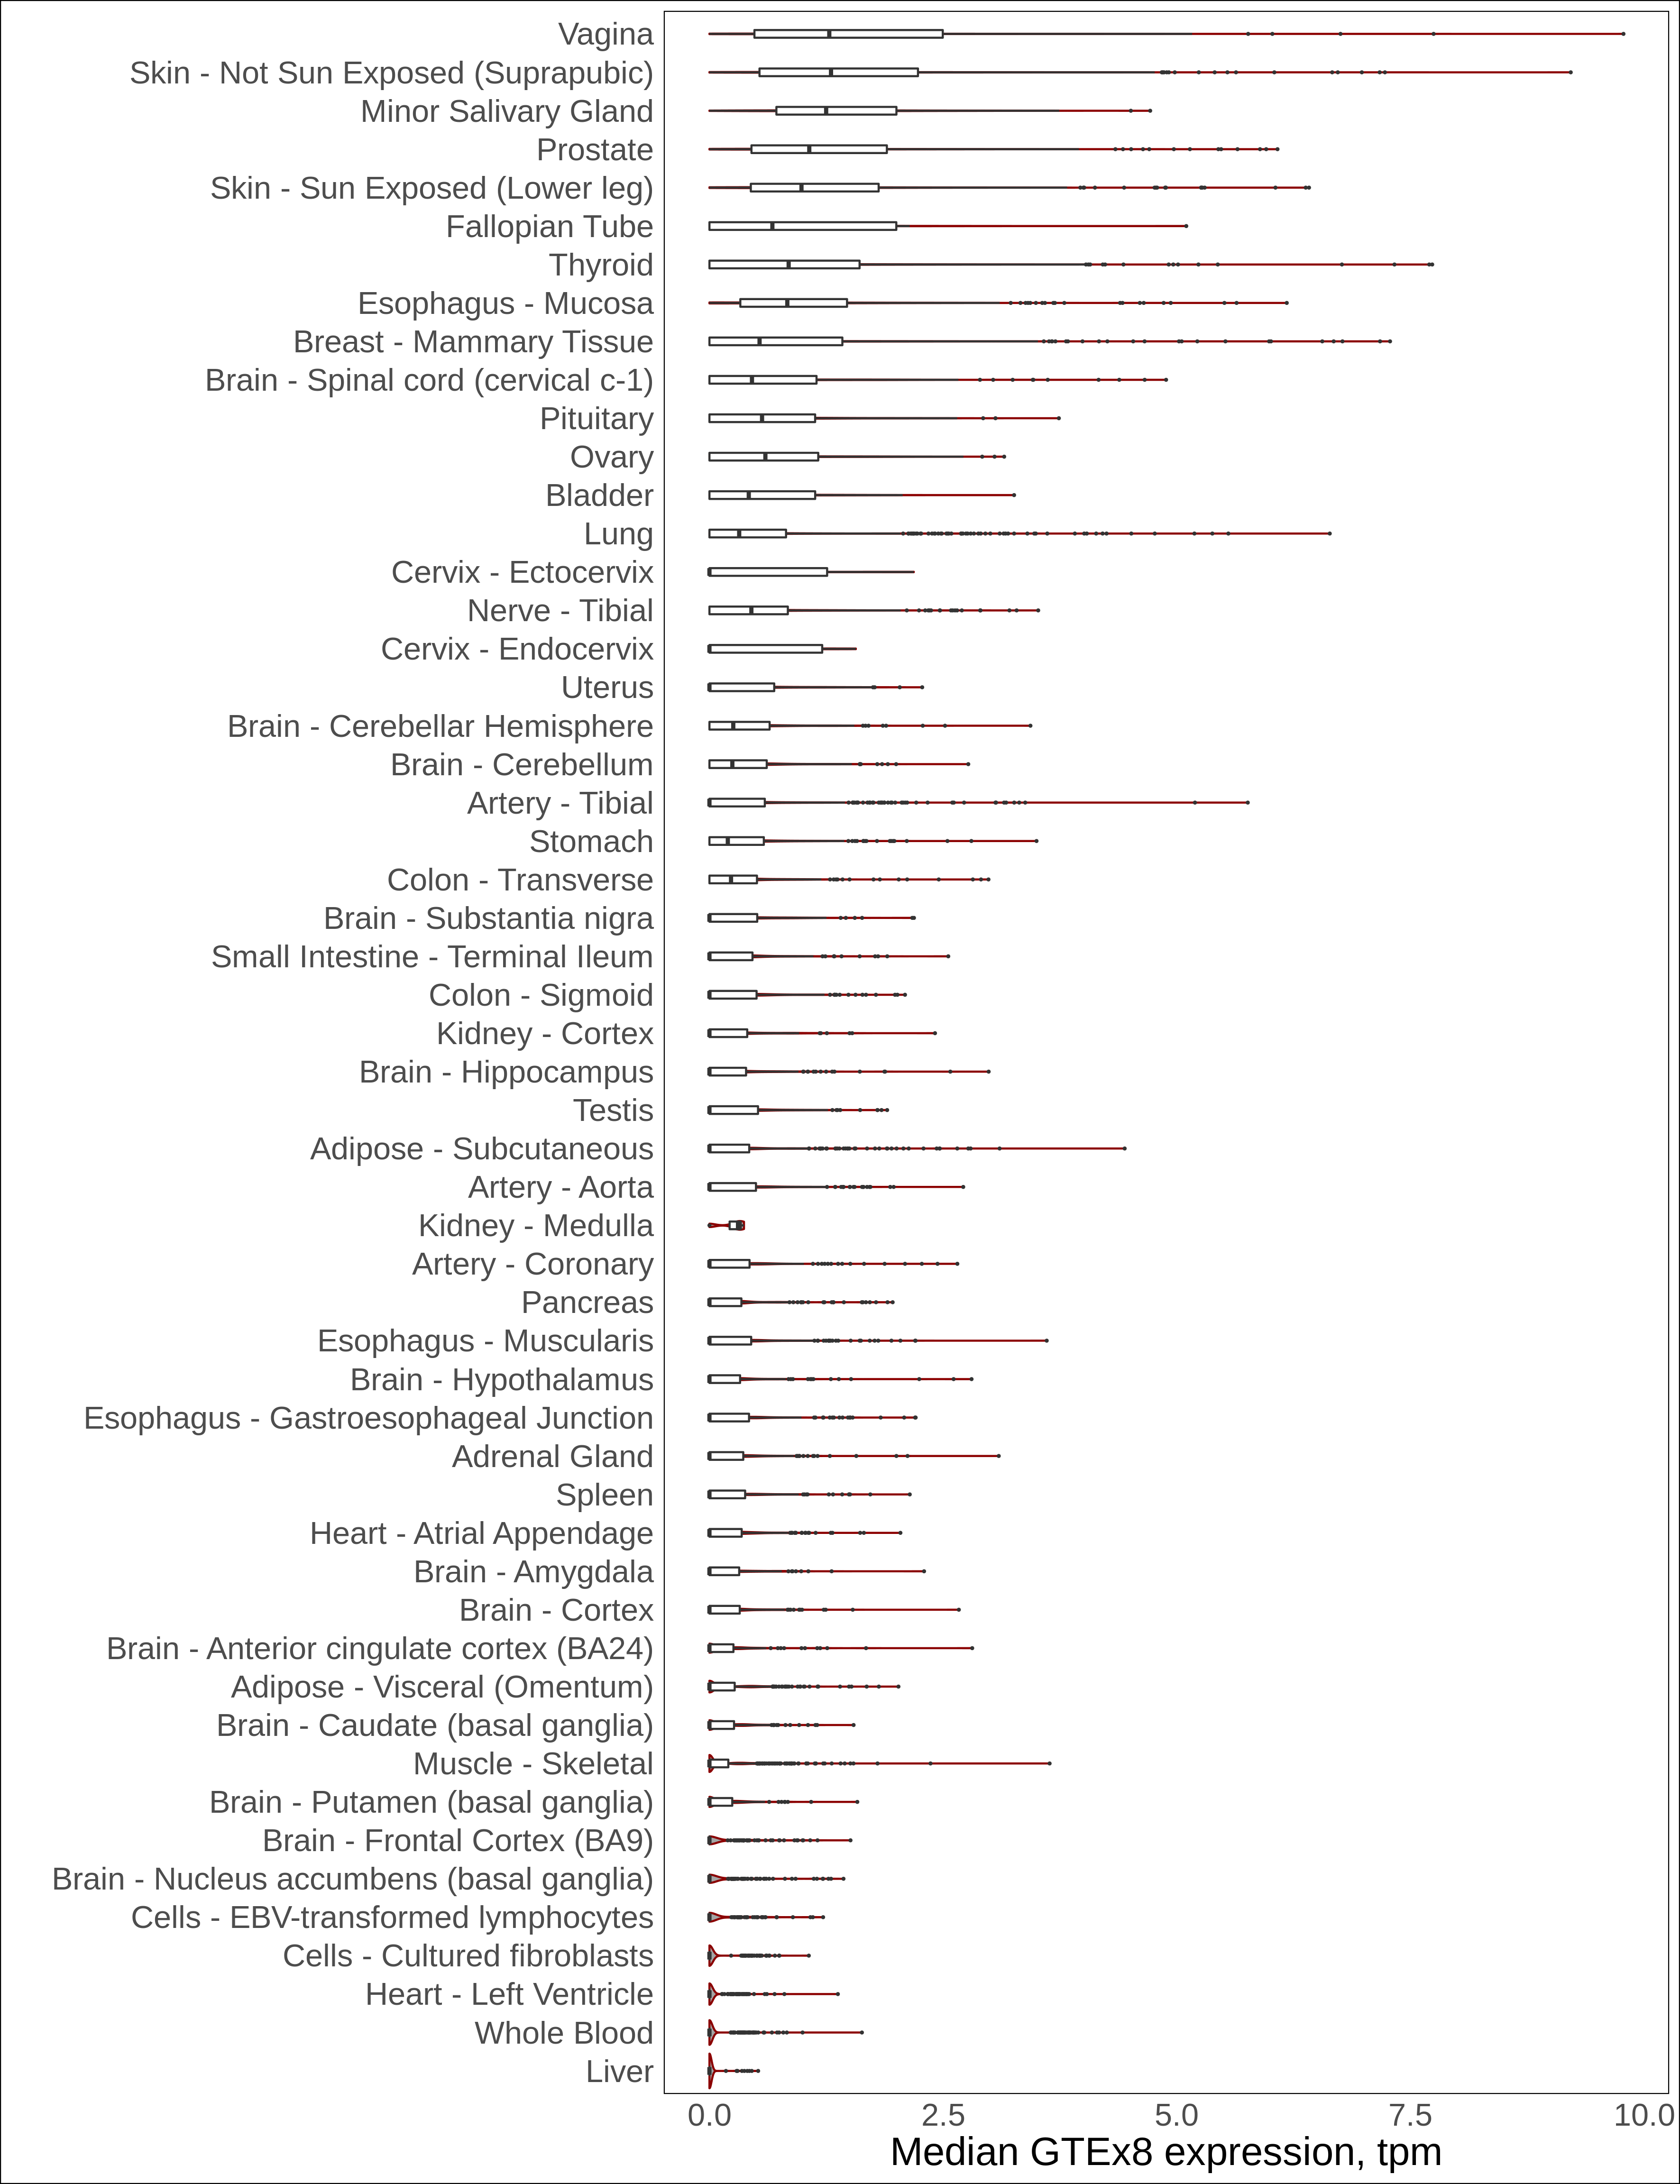 Vagina
Skin - Not Sun Exposed (Suprapubic)
Minor Salivary Gland
Prostate
Skin - Sun Exposed (Lower leg)
Fallopian Tube
Thyroid
Esophagus - Mucosa
Breast - Mammary Tissue
Brain - Spinal cord (cervical c-1)
Pituitary
Ovary
Bladder
Lung
Cervix - Ectocervix
Nerve - Tibial
Cervix - Endocervix
Uterus
Brain - Cerebellar Hemisphere
Brain - Cerebellum
Artery - Tibial
Stomach
Colon - Transverse
Brain - Substantia nigra
Small Intestine - Terminal Ileum
Colon - Sigmoid
Kidney - Cortex
Brain - Hippocampus
Testis
Adipose - Subcutaneous
Artery - Aorta
Kidney - Medulla
Artery - Coronary
Pancreas
Esophagus - Muscularis
Brain - Hypothalamus
Esophagus - Gastroesophageal Junction
Adrenal Gland
Spleen
Heart - Atrial Appendage
Brain - Amygdala
Brain - Cortex
Brain - Anterior cingulate cortex (BA24)
Adipose - Visceral (Omentum)
Brain - Caudate (basal ganglia)
Muscle - Skeletal
Brain - Putamen (basal ganglia)
Brain - Frontal Cortex (BA9)
Brain - Nucleus accumbens (basal ganglia)
Cells - EBV-transformed lymphocytes
Cells - Cultured fibroblasts
Heart - Left Ventricle
Whole Blood
Liver
0.0 2.5 5.0 7.5 10.0
Median GTEx8 expression, tpm